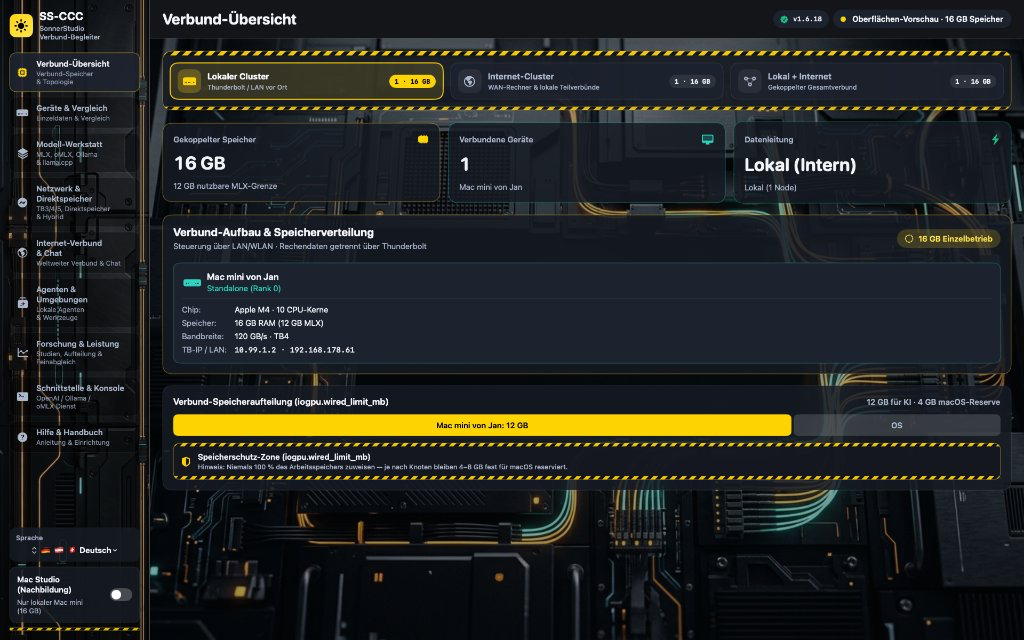 SS-CCC
SonnerStudio
Verbund-Begleiter
Verbund-Übersicht
Verbund-Speicher
& Topologie
Geräte & Vergleich
Einzeldaten & Vergleich
Modell-Werkstatt
MLX, oMLX, Ollama
& llama.cpp
Netzwerk &
Direktspeicher
TB3/4/5, Direktspeicher
& Hybrid
Internet-Verbund
& Chat
Weltweiter Verbund & Chat
Agenten &
Umgebungen
Lokale Agenten
& Werkzeuge
Forschung & Leistung
Studien, Aufteilung &
Feinabgleich
Schnittstelle & Konsole
OpenAI / Ollama /
oMLX Dienst
Hilfe & Handbuch
Anleitung & Einrichtung
Sprache
Deutsch
Mac Studio
(Nachbildung)
Nur lokaler Mac mini
(16 GB)
Verbund-Übersicht
v1.6.18
Oberflächen-Vorschau · 16 GB Speicher
Lokaler Cluster
Thunderbolt / LAN vor Ort
1 · 16 GB
Internet-Cluster
WAN-Rechner & lokale Teilverbünde
1 · 16 GB
Lokal + Internet
Gekoppelter Gesamtverbund
1 · 16 GB
Gekoppelter Speicher
16 GB
12 GB nutzbare MLX-Grenze
Verbundene Geräte
1
Mac mini von Jan
Datenleitung
Lokal (Intern)
Lokal (1 Node)
Verbund-Aufbau & Speicherverteilung
Steuerung über LAN/WLAN · Rechendaten getrennt über Thunderbolt
16 GB Einzelbetrieb
Mac mini von Jan
Standalone (Rank 0)
Chip: Apple M4 · 10 CPU-Kerne
Speicher: 16 GB RAM (12 GB MLX)
Bandbreite: 120 GB/s · TB4
TB-IP / LAN: 10.99.1.2 · 192.168.178.61
Verbund-Speicheraufteilung (iogpu.wired_limit_mb)
12 GB für KI · 4 GB macOS-Reserve
Mac mini von Jan: 12 GB
OS
Speicherschutz-Zone (iogpu.wired_limit_mb)
Hinweis: Niemals 100 % des Arbeitsspeichers zuweisen — je nach Knoten bleiben 4–8 GB fest für macOS reserviert.